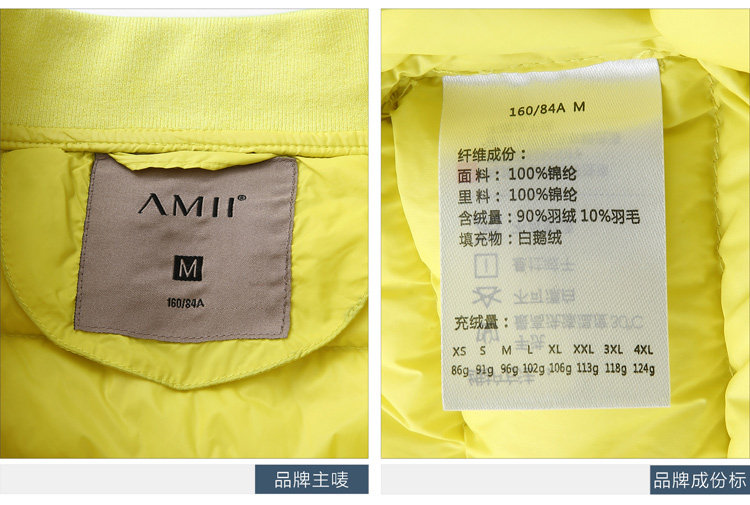 AMII®
M
160/84A
品牌主唛
160/84A M
纤维成份：
面料：100%锦纶
里料：100%锦纶
含绒量：90%羽绒 10%羽毛
填充物：白鹅绒
充绒量：
XS S M L XL XXL 3XL 4XL
86g 91g 96g 102g 106g 113g 118g 124g
品牌成份标